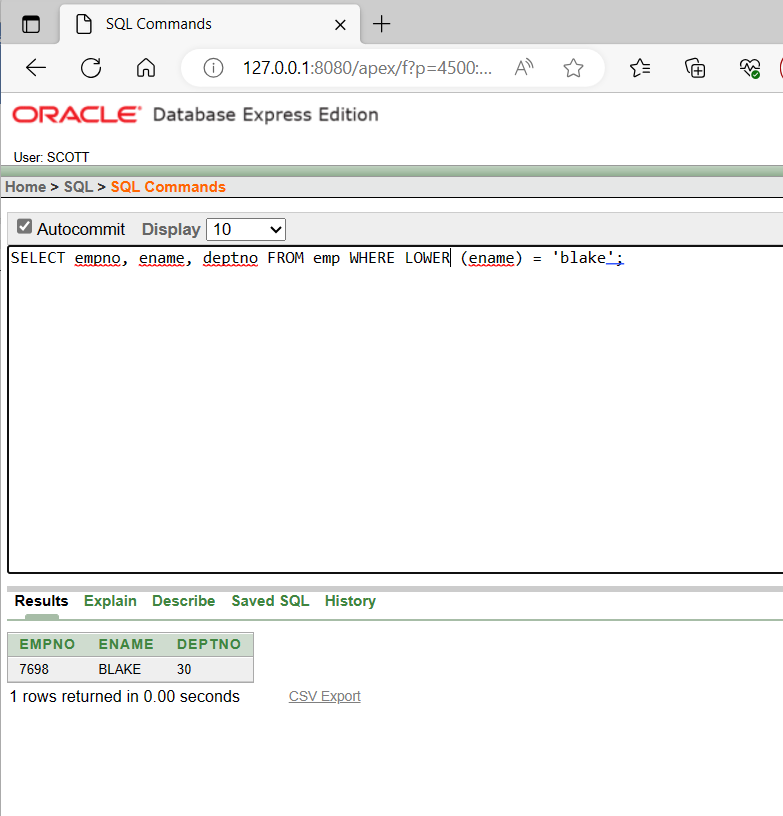 SQL Commands
127.0.0.1:8080/apex/f?p=4500:...
ORACLE Database Express Edition
User: SCOTT
Home > SQL > SQL Commands
Autocommit Display 10
SELECT empno, ename, deptno FROM emp WHERE LOWER (ename) = 'blake';
Results Explain Describe Saved SQL History
EMPNO ENAME DEPTNO
7698 BLAKE 30
1 rows returned in 0.00 seconds CSV Export